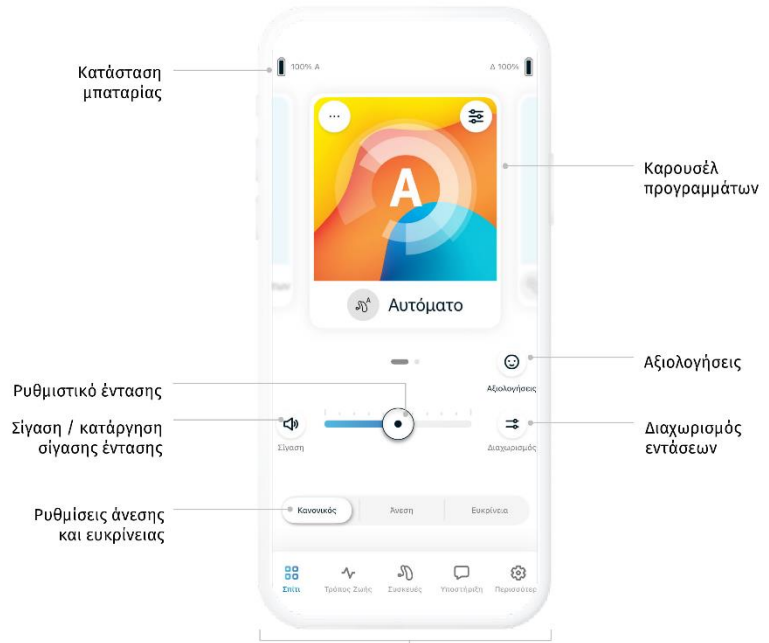 100% Α
Δ 100%
Κατάσταση
μπαταρίας
A
Καρουσέλ
προγραμμάτων
Αυτόματο
Αξιολογήσεις
Αξιολογήσεις
Ρυθμιστικό έντασης
Σίγαση / κατάργηση
σίγασης έντασης
Σίγαση
Διαχωρισμός
Διαχωρισμός
εντάσεων
Ρυθμίσεις άνεσης
και ευκρίνειας
Κανονικός
Άνεση
Ευκρίνεια
Σπίτι
Τρόπος Ζωής
Συσκευές
Υποστήριξη